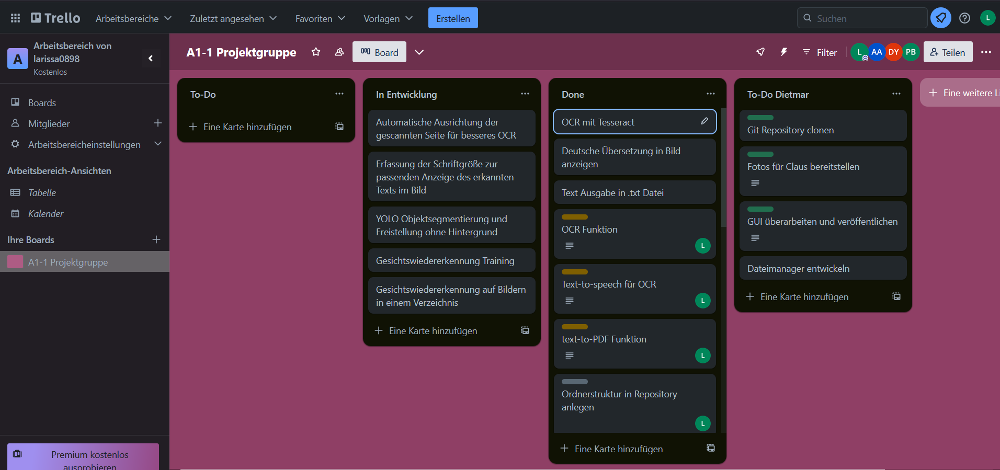 Trello
Arbeitsbereiche
Zuletzt angesehen
Favoriten
Vorlagen
Erstellen
Suchen
L
A
Arbeitsbereich von
larissa0898
Kostenlos
Boards
Mitglieder
Arbeitsbereicheinstellungen
Arbeitsbereich-Ansichten
Tabelle
Kalender
Ihre Boards
A1-1 Projektgruppe
Premium kostenlos
ausprobieren
A1-1 Projektgruppe
Board
Filter
L
AA
DY
PB
Teilen
To-Do
Eine Karte hinzufügen
In Entwicklung
Automatische Ausrichtung der
gescannten Seite für besseres OCR
Erfassung der Schriftgröße zur
passenden Anzeige des erkannten
Texts im Bild
YOLO Objektsegmentierung und
Freistellung ohne Hintergrund
Gesichtswiedererkennung Training
Gesichtswiedererkennung auf Bildern
in einem Verzeichnis
Eine Karte hinzufügen
Done
OCR mit Tesseract
Deutsche Übersetzung in Bild
anzeigen
Text Ausgabe in .txt Datei
OCR Funktion
L
Text-to-speech für OCR
L
text-to-PDF Funktion
L
Ordnerstruktur in Repository
anlegen
L
Eine Karte hinzufügen
To-Do Dietmar
Git Repository clonen
Fotos für Claus bereitstellen
GUI überarbeiten und veröffentlichen
Dateimanager entwickeln
Eine Karte hinzufügen
Eine weitere Li